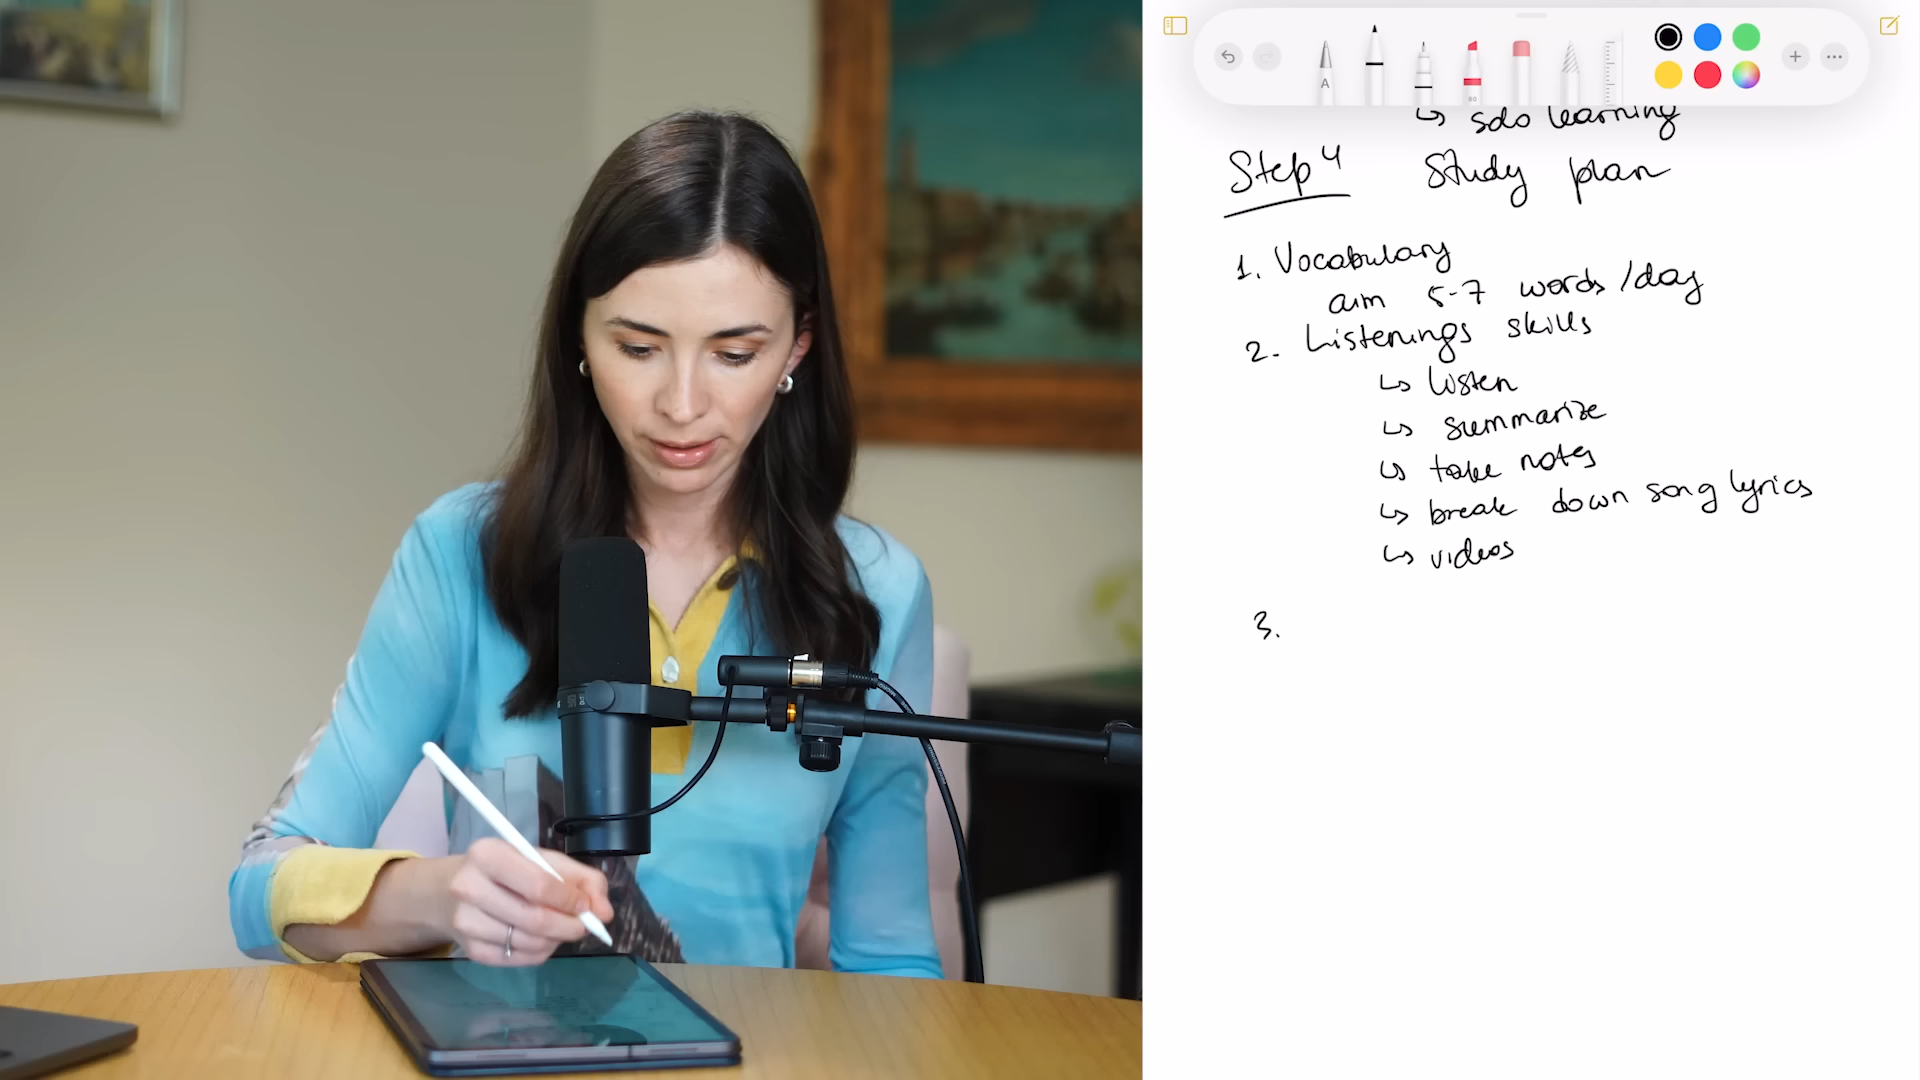 ↳ solo learning
Step 4 Study plan
1. Vocabulary
aim 5-7 words/day
2. Listenings skills
↳ listen
↳ summarize
↳ take notes
↳ break down song lyrics
↳ videos
3.
A
80